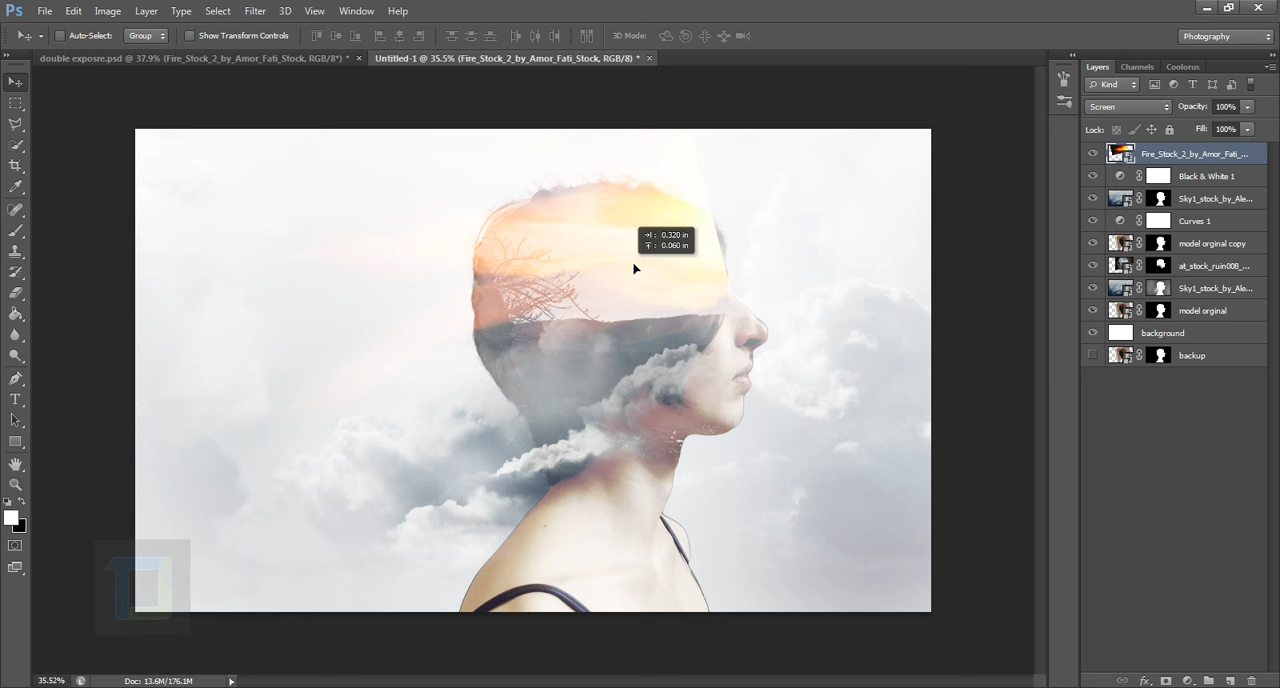 Ps File Edit Image Layer Type Select Filter 3D View Window Help
Auto-Select: Group Show Transform Controls 3D Mode: Photography
double exposre.psd @ 37.9% (Fire_Stock_2_by_Amor_Fati_Stock, RGB/8*) * × Untitled-1 @ 35.5% (Fire_Stock_2_by_Amor_Fati_Stock, RGB/8) * ×
Layers Channels Coolorus
Kind
Screen Opacity: 100%
Lock: Fill: 100%
Fire_Stock_2_by_Amor_Fati_...
Black & White 1
Sky1_stock_by_Ale...
Curves 1
model orginal copy
at_stock_ruin008_...
Sky1_stock_by_Ale...
model orginal
background
backup
: 0.320 in
: 0.060 in
35.52% Doc: 13.6M/176.1M